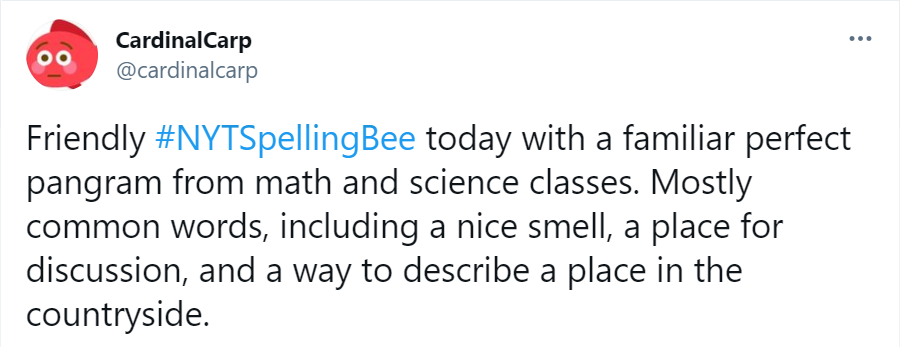 CardinalCarp
@cardinalcarp
Friendly #NYTSpellingBee today with a familiar perfect
pangram from math and science classes. Mostly
common words, including a nice smell, a place for
discussion, and a way to describe a place in the
countryside.